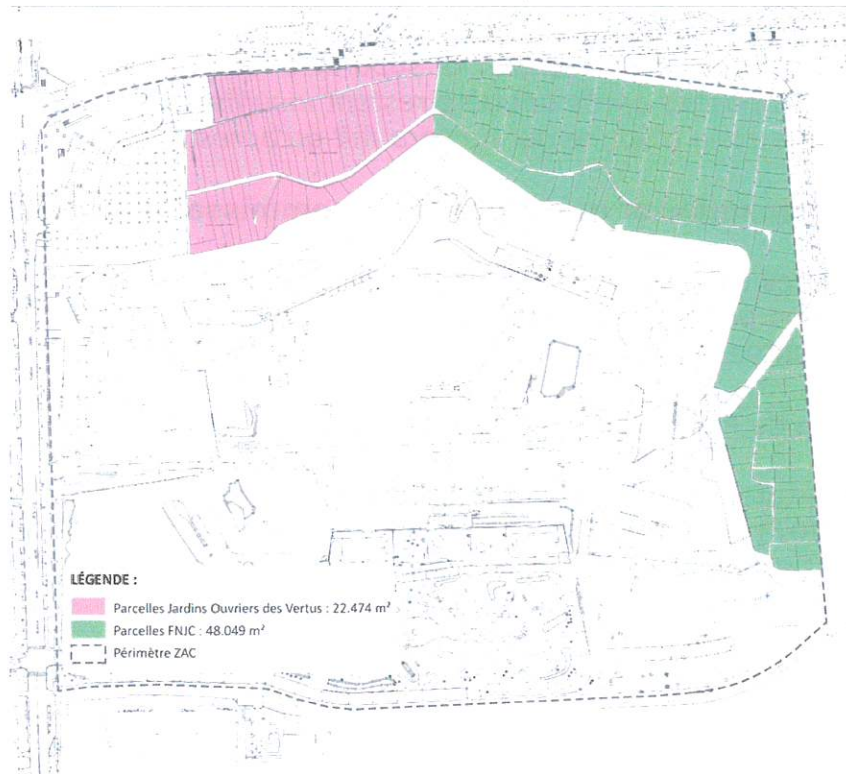 LÉGENDE :
Parcelles Jardins Ouvriers des Vertus : 22.474 m²
Parcelles FNJC : 48.049 m²
Périmètre ZAC